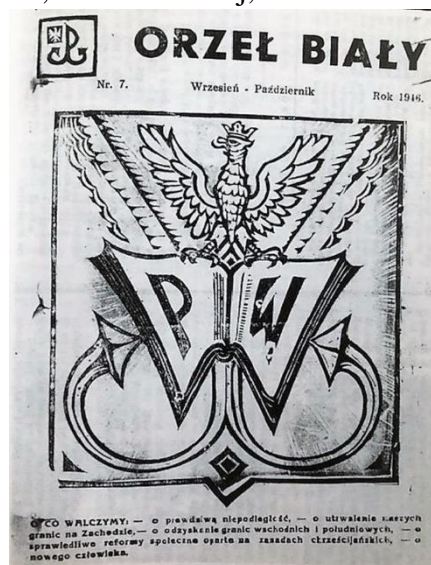 ORZEŁ BIAŁY
Nr. 7. Wrzesień - Październik Rok 1946.
P W
O CO WALCZYMY: — o prawdziwą niepodległość, — o utrwalenie naszych
granic na Zachodzie, — o odzyskanie granic wschodnich i południowych, — o
sprawiedliwe reformy społeczne oparte na zasadach chrześcijańskich, — o
nowego człowieka.